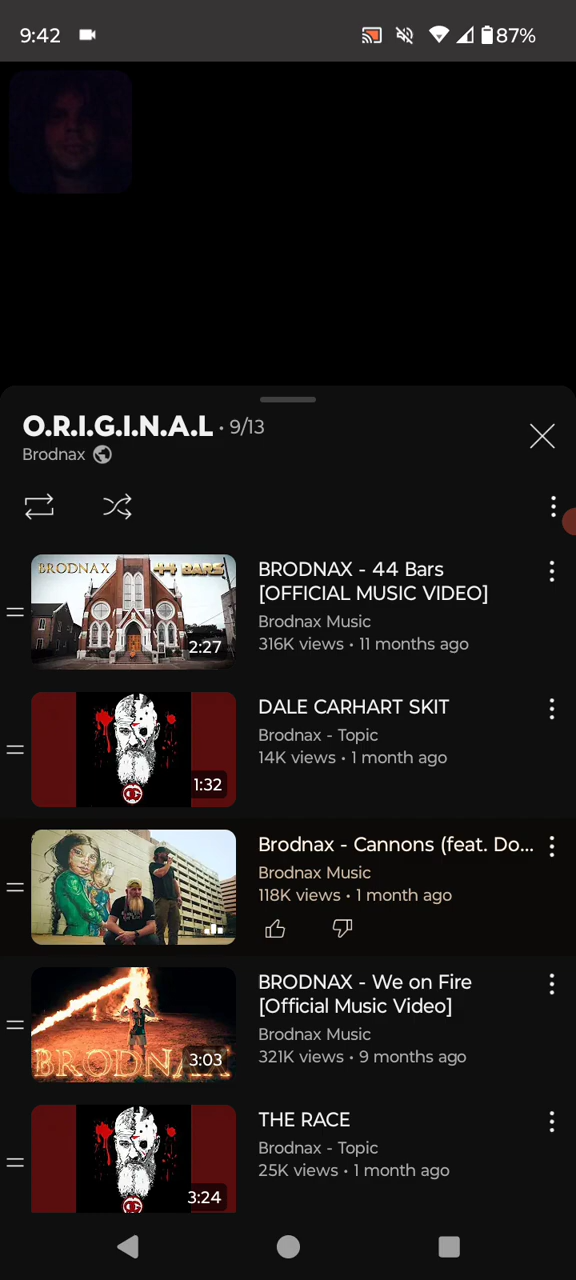 9:42
87%
O.R.I.G.I.N.A.L · 9/13
Brodnax
BRODNAX
44 BARS
2:27
BRODNAX - 44 Bars
[OFFICIAL MUSIC VIDEO]
Brodnax Music
316K views • 11 months ago
1:32
DALE CARHART SKIT
Brodnax - Topic
14K views • 1 month ago
Brodnax - Cannons (feat. Do...
Brodnax Music
118K views • 1 month ago
BRODNAX
3:03
BRODNAX - We on Fire
[Official Music Video]
Brodnax Music
321K views • 9 months ago
3:24
THE RACE
Brodnax - Topic
25K views • 1 month ago